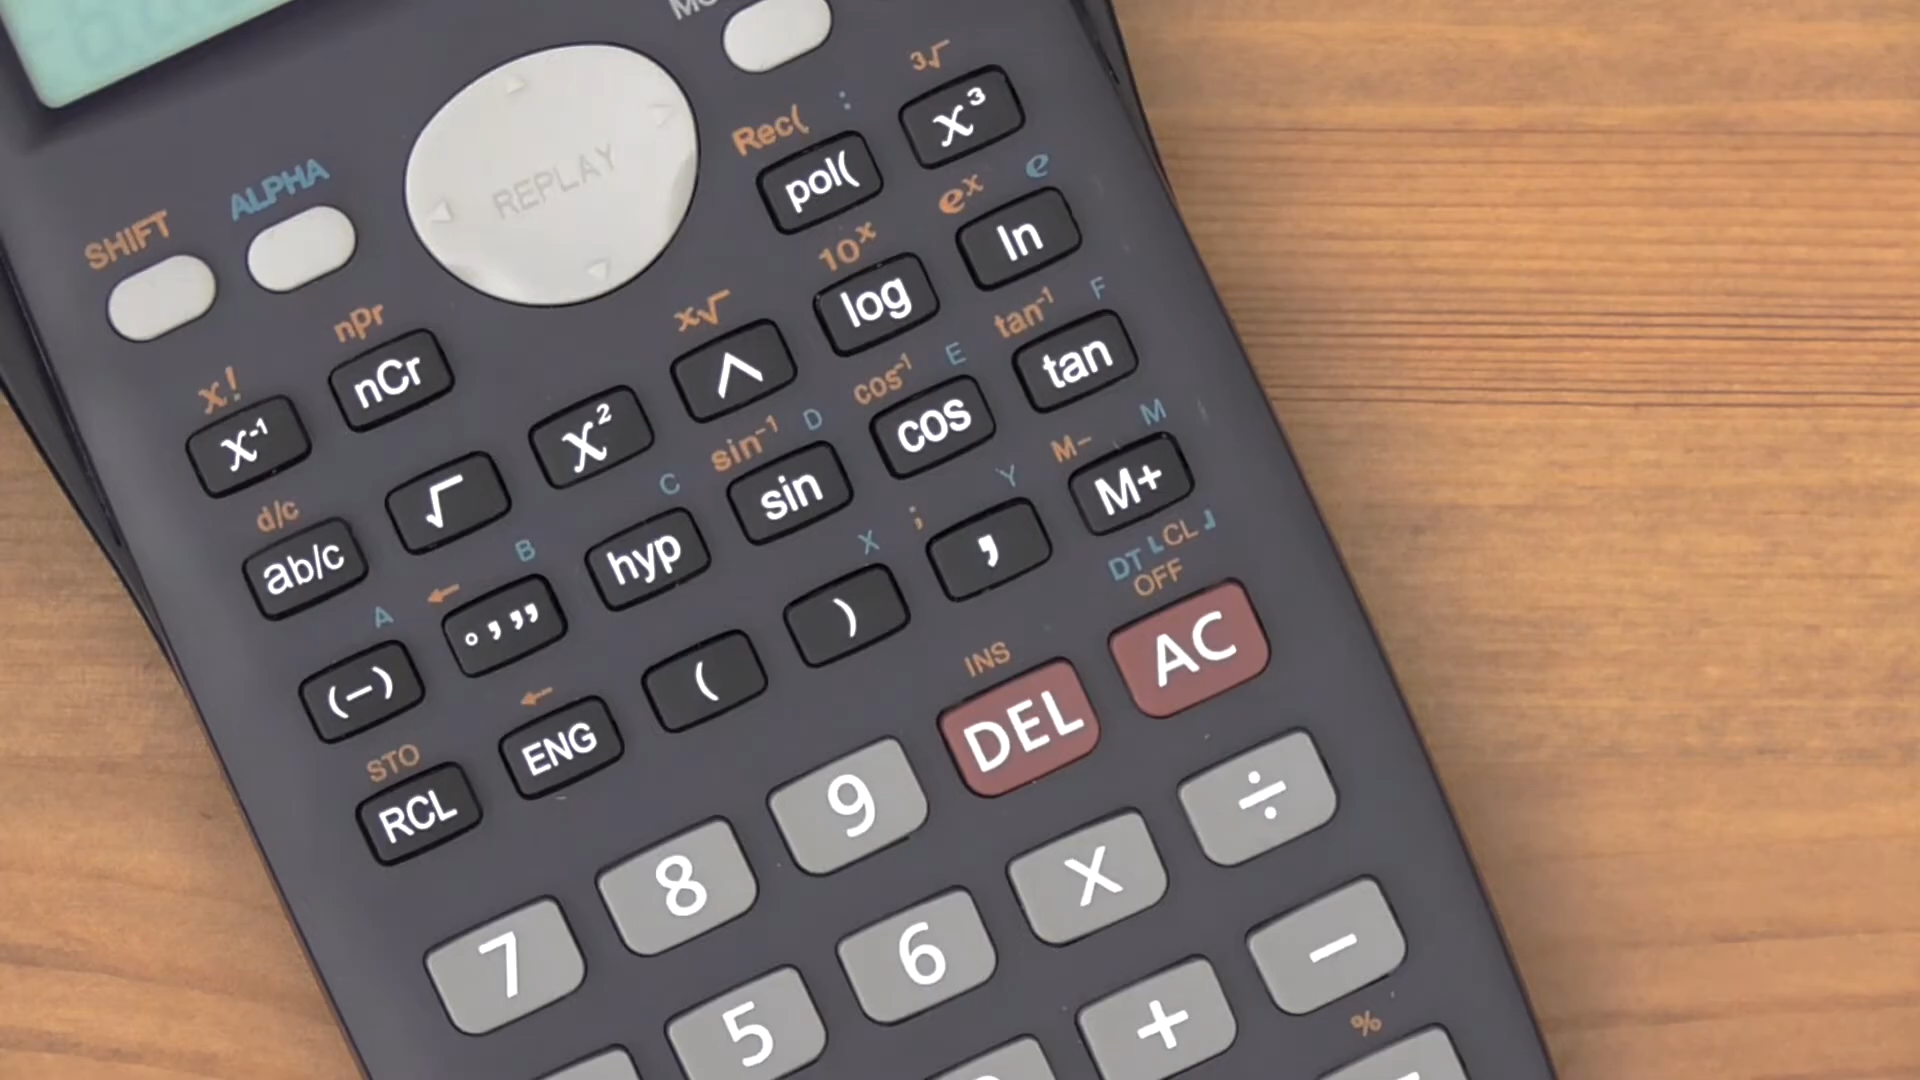 REPLAY
SHIFT ALPHA
Rec( : 3√
pol( x³
x! nPr 10ˣ eˣ e
x⁻¹ nCr log ln
ˣ√
√ x² ^
d/c C sin⁻¹ D cos⁻¹ E tan⁻¹ F
ab/c hyp sin cos tan
A ← B X ; Y M− M
(−) ° ’ ” ( ) , M+
STO ← INS DT CL
OFF
RCL ENG DEL AC
7 8 9
5 6 X ÷
+ −
%